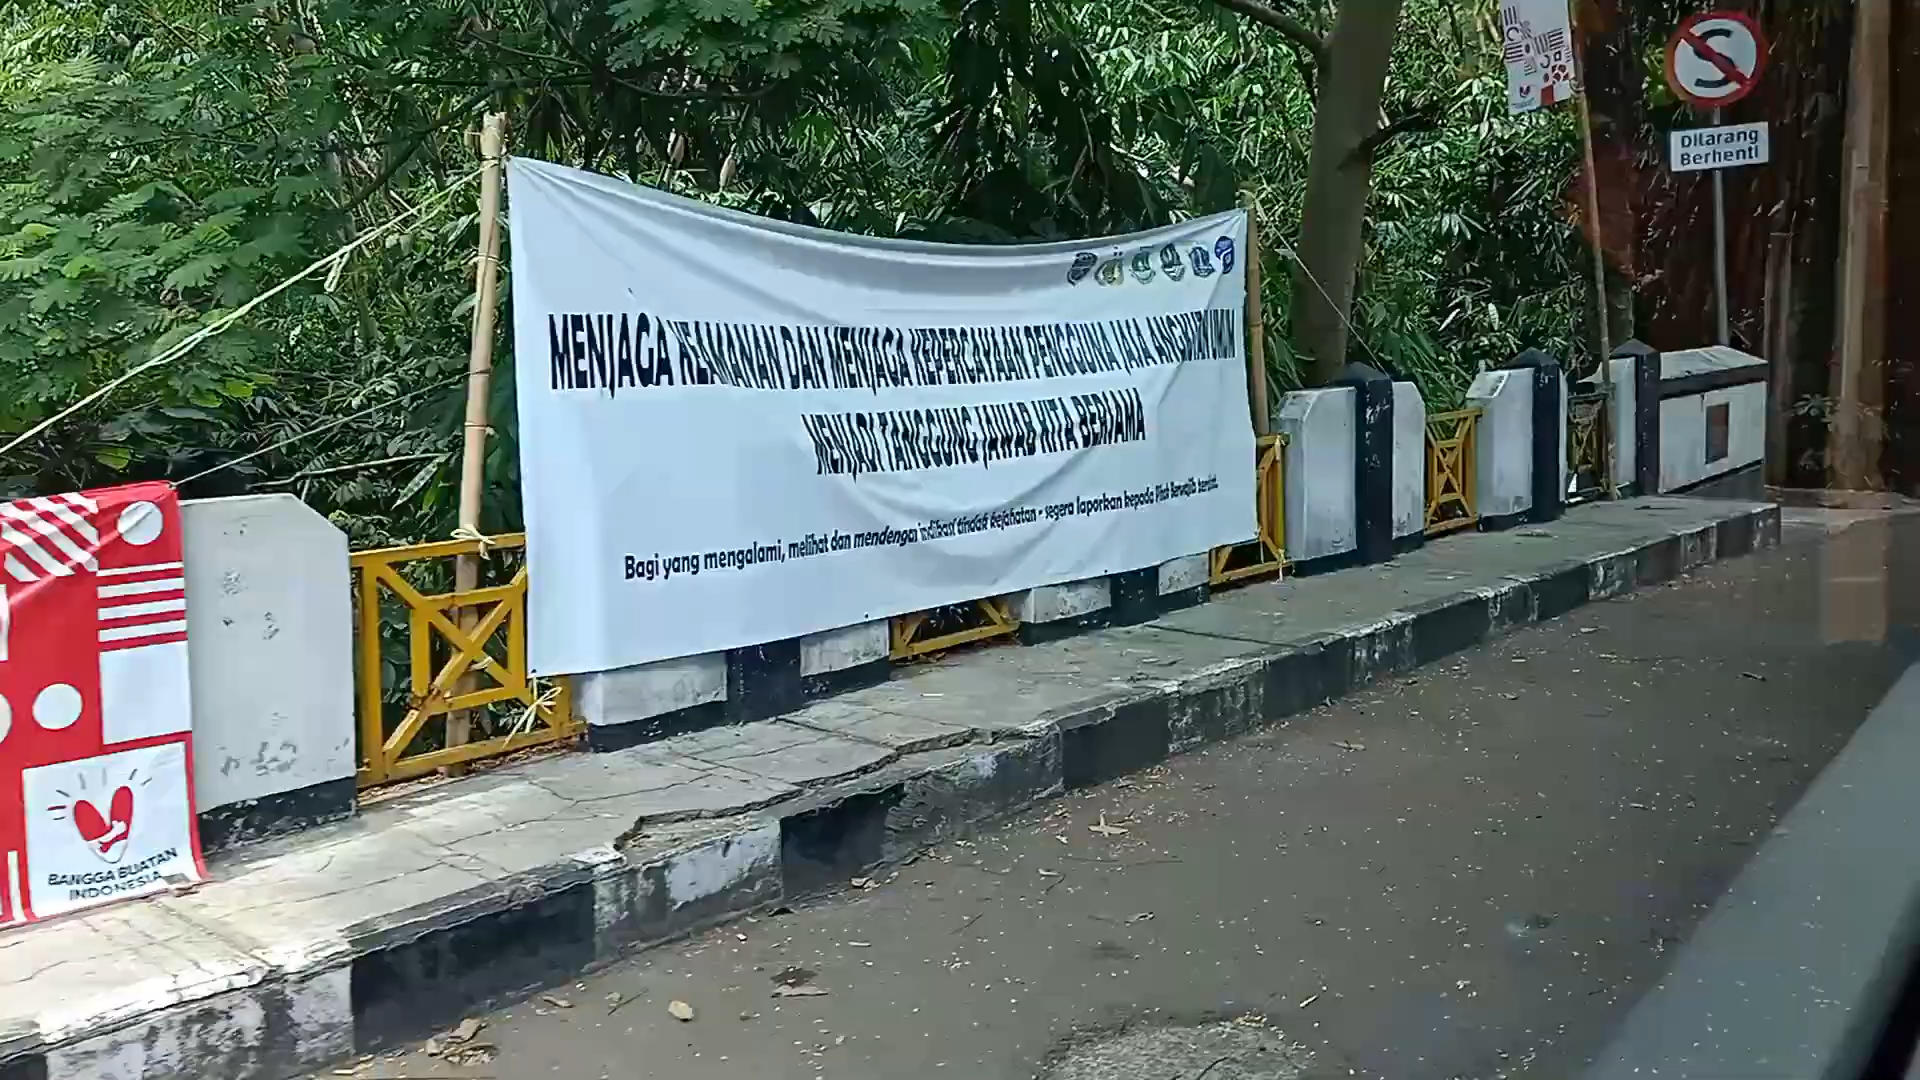 MENJAGA KEAMANAN DAN MENJAGA KEPERCAYAAN PENGGUNA JASA ANGKUTAN UMUM
MENJADI TANGGUNG JAWAB KITA BERSAMA
Bagi yang mengalami, melihat dan mendengar indikasi tindak kejahatan - segera laporkan kepada Pihak Berwajib
Dilarang
Berhenti
BANGGA BUATAN
INDONESIA